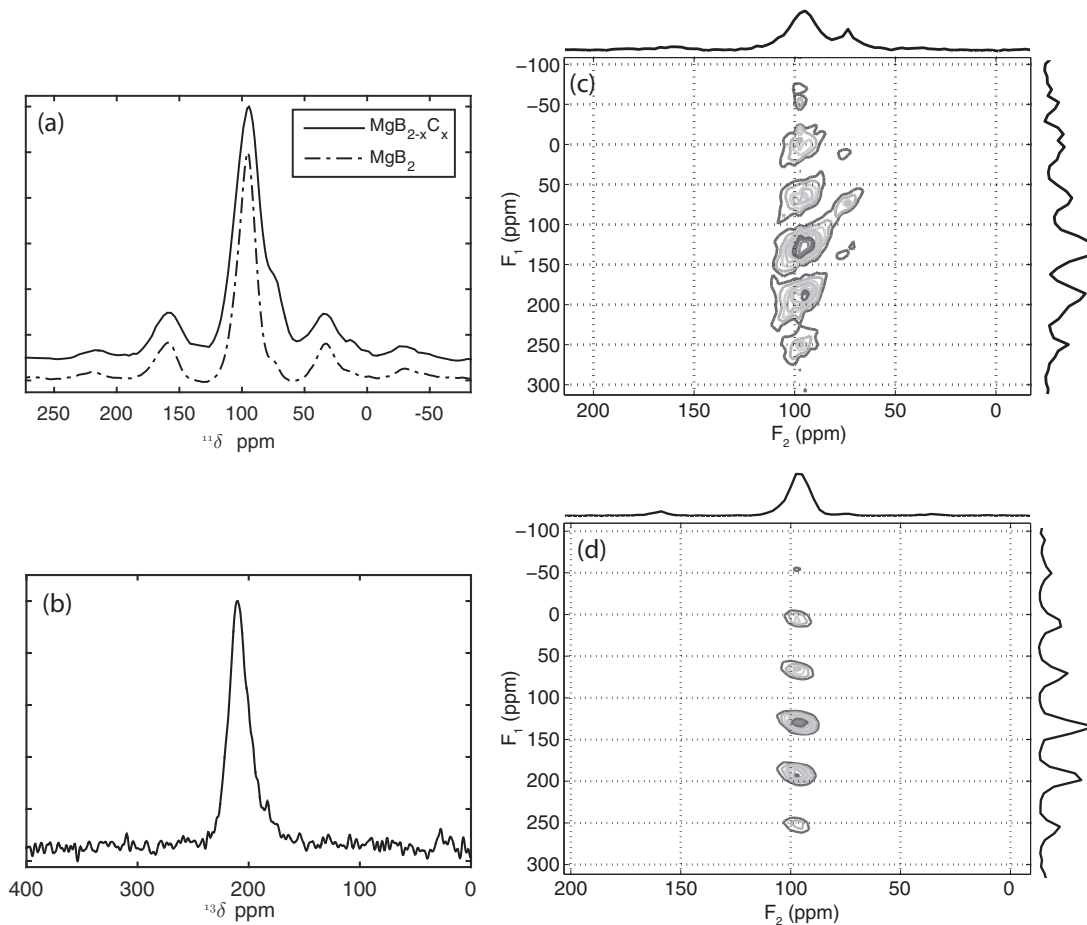 (a)
MgB2-xCx
MgB2
250 200 150 100 50 0 -50
¹¹δ ppm
(b)
400 300 200 100 0
¹³δ ppm
(c)
−100
−50
0
50
100
150
200
250
300
F1 (ppm)
200 150 100 50 0
F2 (ppm)
(d)
−100
−50
0
50
100
150
200
250
300
F1 (ppm)
200 150 100 50 0
F2 (ppm)